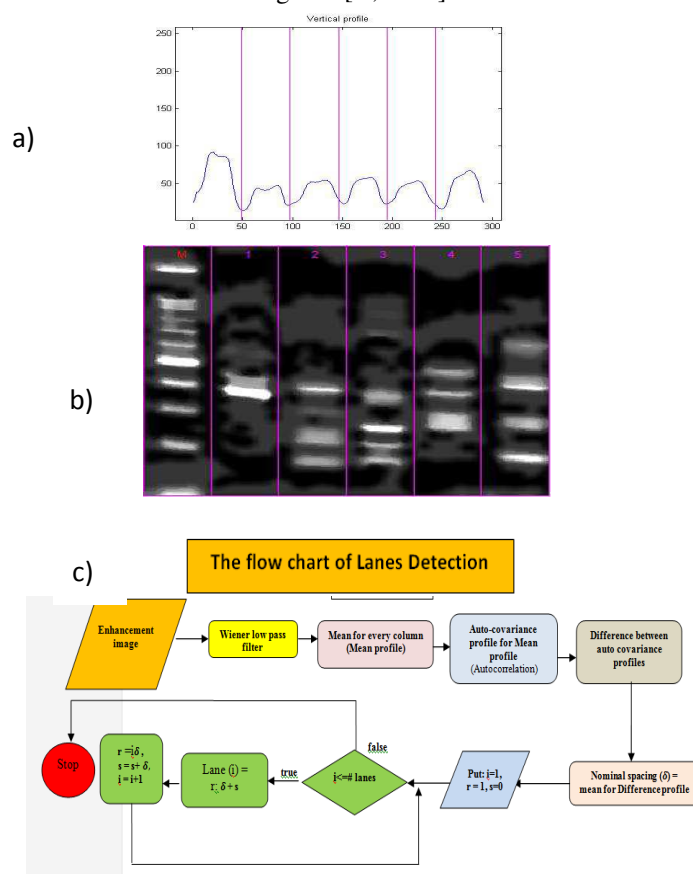 Vertical profile
250
200
150
100
50
0 50 100 150 200 250 300
a)
M 1 2 3 4 5
b)
c)
The flow chart of Lanes Detection
Enhancement
image
Wiener low pass
filter
Mean for every column
(Mean profile)
Auto-covariance
profile for Mean
profile
(Autocorrelation)
Difference between
auto covariance
profiles
Stop
r =iδ,
s = s+ δ.
i = i+1
Lane (i) =
r: δ + s
true
false
i<=# lanes
Put: i=1,
r = 1, s=0
Nominal spacing (δ) =
mean for Difference profile